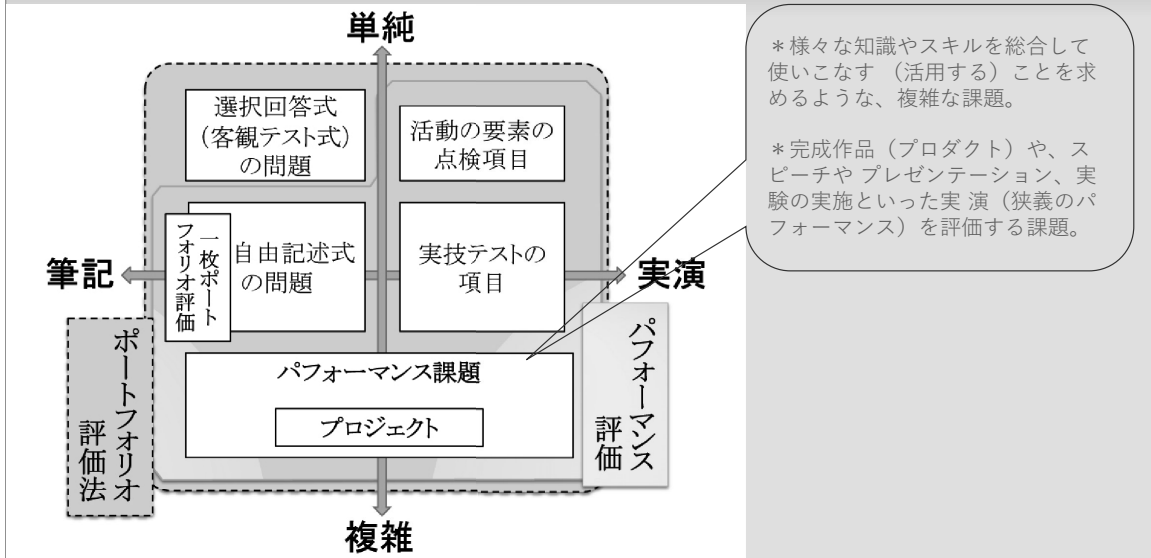 単純
選択回答式
(客観テスト式)
の問題
活動の要素の
点検項目
一枚ポート
フォリオ評価
自由記述式
の問題
実技テストの
項目
筆記
実演
ポートフォリオ
評価法
パフォーマンス
評価
パフォーマンス課題
プロジェクト
複雑
＊様々な知識やスキルを総合して
使いこなす （活用する）ことを求
めるような、複雑な課題。
＊完成作品（プロダクト）や、ス
ピーチや プレゼンテーション、実
験の実施といった実 演（狭義のパ
フォーマンス）を評価する課題。